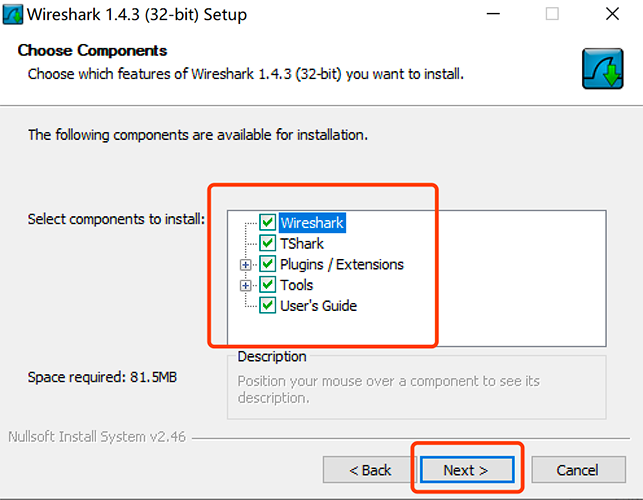 Wireshark 1.4.3 (32-bit) Setup
Choose Components
Choose which features of Wireshark 1.4.3 (32-bit) you want to install.
The following components are available for installation.
Select components to install:
Wireshark
TShark
Plugins / Extensions
Tools
User's Guide
Space required: 81.5MB
Description
Position your mouse over a component to see its
description.
Nullsoft Install System v2.46
< Back
Next >
Cancel